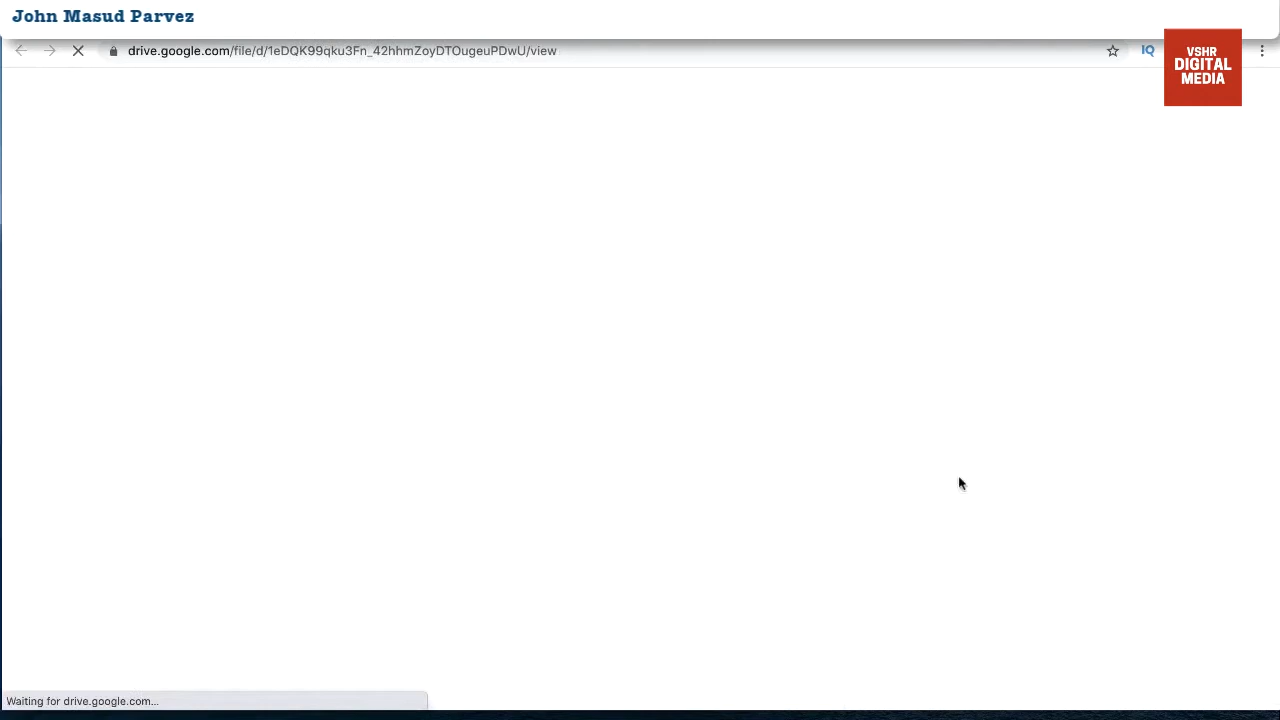 John Masud Parvez
drive.google.com/file/d/1eDQK99qku3Fn_42hhmZoyDTOugeuPDwU/view
IQ
VSHR
DIGITAL
MEDIA
Waiting for drive.google.com...